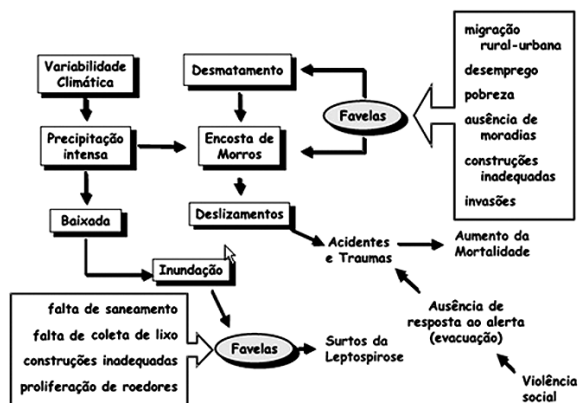 Variabilidade
Climática
Precipitação
intensa
Baixada
Inundação
Desmatamento
Encosta de
Morros
Deslizamentos
Favelas
migração
rural-urbana
desemprego
pobreza
ausência de
moradias
construções
inadequadas
invasões
Acidentes
e Traumas
Aumento da
Mortalidade
Ausência de
resposta ao alerta
(evacuação)
Violência
social
falta de saneamento
falta de coleta de lixo
construções inadequadas
proliferação de roedores
Favelas
Surtos da
Leptospirose